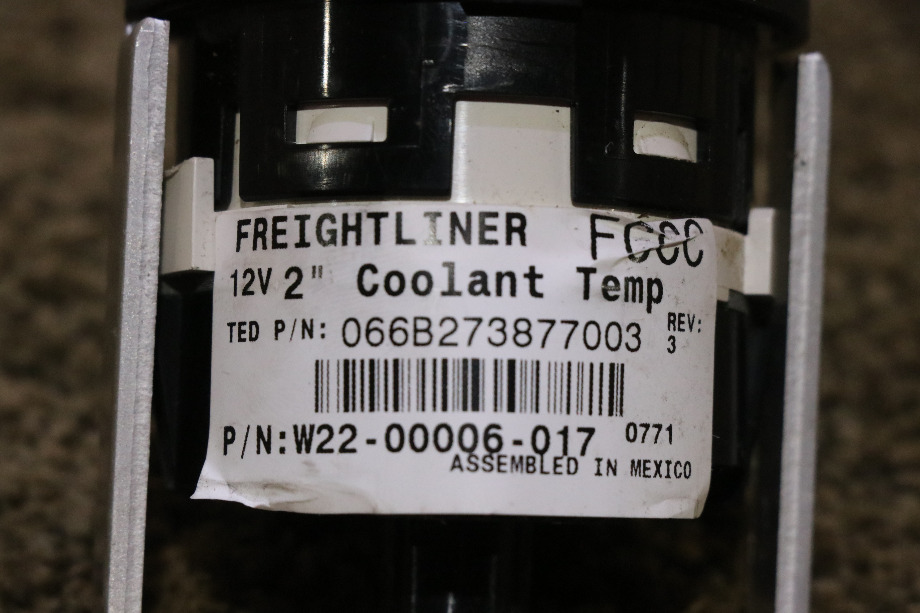 FREIGHTLINER FCCC
12V 2" Coolant Temp
TED P/N: 066B273877003 REV: 3
P/N:W22-00006-017 0771
ASSEMBLED IN MEXICO